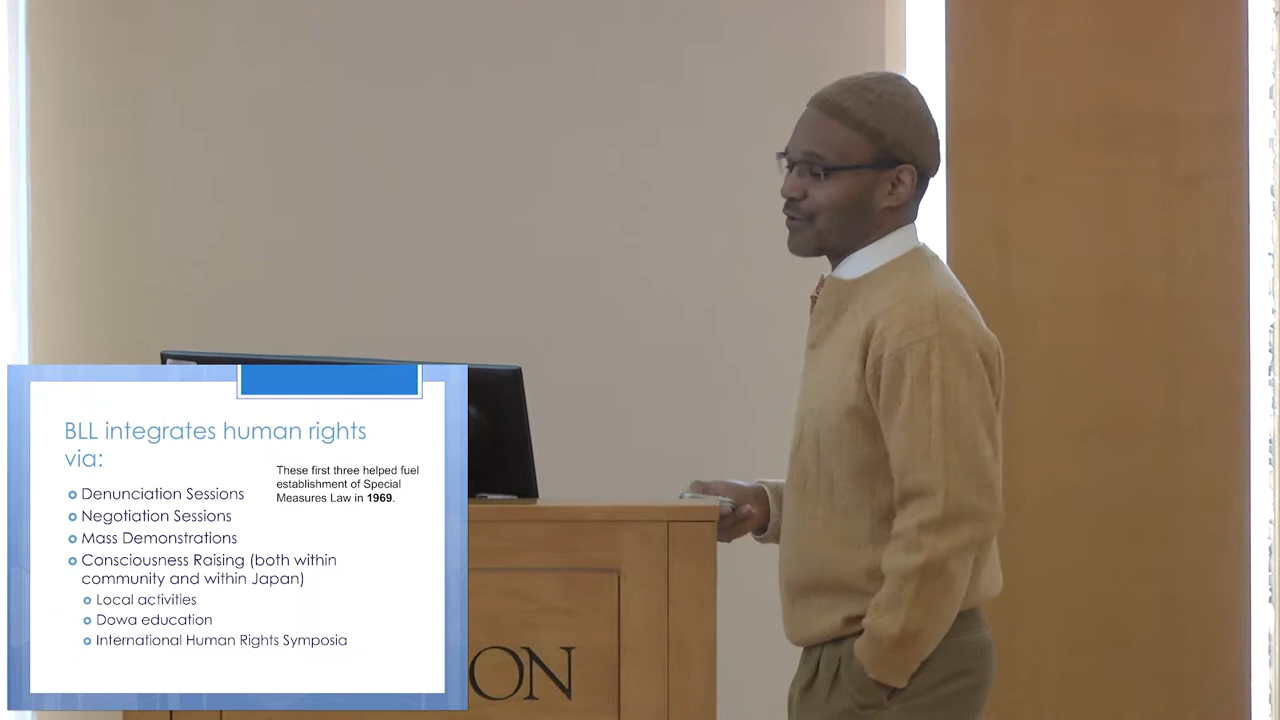 BLL integrates human rights
via:
These first three helped fuel
establishment of Special
Measures Law in 1969.
Denunciation Sessions
Negotiation Sessions
Mass Demonstrations
Consciousness Raising (both within
community and within Japan)
Local activities
Dowa education
International Human Rights Symposia
ON